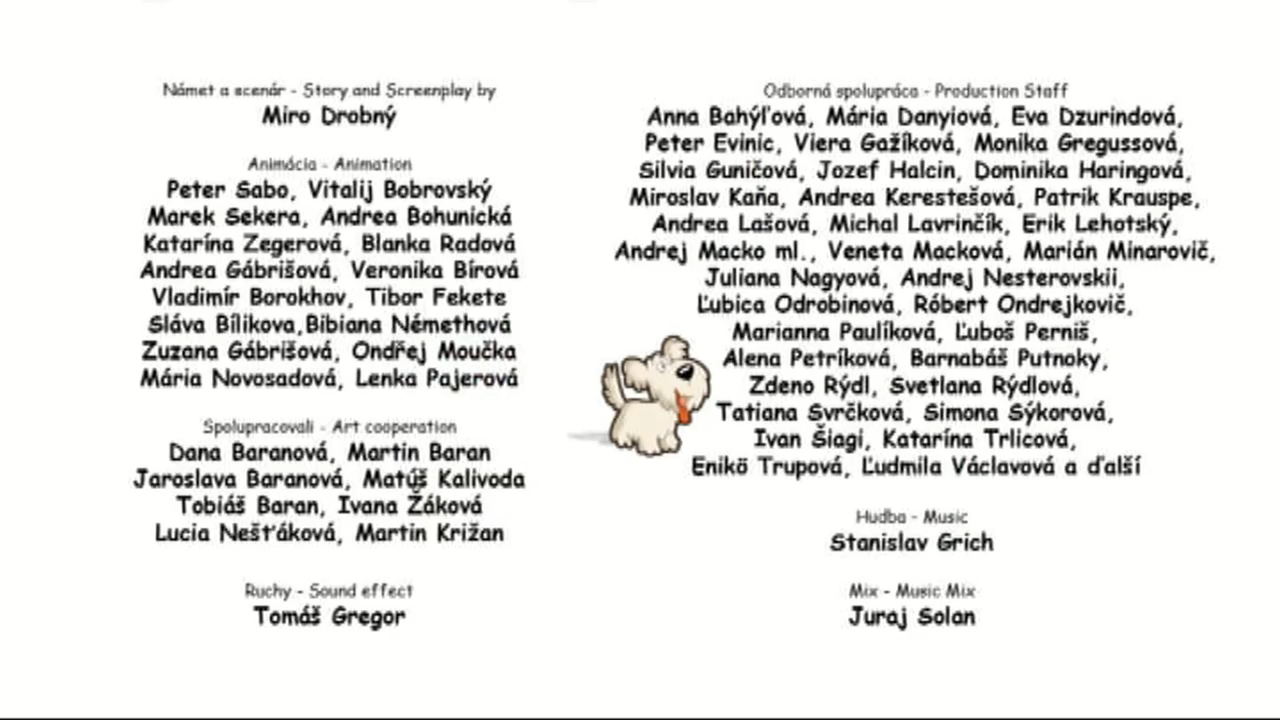 Námet a scenár - Story and Screenplay by
Miro Drobný
Animácia - Animation
Peter Sabo, Vitalij Bobrovský
Marek Sekera, Andrea Bohunická
Katarína Zegerová, Blanka Radová
Andrea Gábrišová, Veronika Bírová
Vladimír Borokhov, Tibor Fekete
Sláva Bílikova,Bibiana Némethová
Zuzana Gábrišová, Ondřej Moučka
Mária Novosadová, Lenka Pajerová
Spolupracovali - Art cooperation
Dana Baranová, Martin Baran
Jaroslava Baranová, Matúš Kalivoda
Tobiáš Baran, Ivana Žáková
Lucia Nešťáková, Martin Križan
Ruchy - Sound effect
Tomáš Gregor
Odborná spolupráca - Production Staff
Anna Bahýľová, Mária Danyiová, Eva Dzurindová,
Peter Evinic, Viera Gažíková, Monika Gregussová,
Silvia Guničová, Jozef Halcin, Dominika Haringová,
Miroslav Kaňa, Andrea Kerestešová, Patrik Krauspe,
Andrea Lašová, Michal Lavrinčík, Erik Lehotský,
Andrej Macko ml., Veneta Macková, Marián Minarovič,
Juliana Nagyová, Andrej Nesterovskii,
Ľubica Odrobinová, Róbert Ondrejkovič,
Marianna Paulíková, Ľuboš Perniš,
Alena Petríková, Barnabáš Putnoky,
Zdeno Rýdl, Svetlana Rýdlová,
Tatiana Svrčková, Simona Sýkorová,
Ivan Šiagi, Katarína Trlicová,
Enikö Trupová, Ľudmila Václavová a ďalší
Hudba - Music
Stanislav Grich
Mix - Music Mix
Juraj Solan